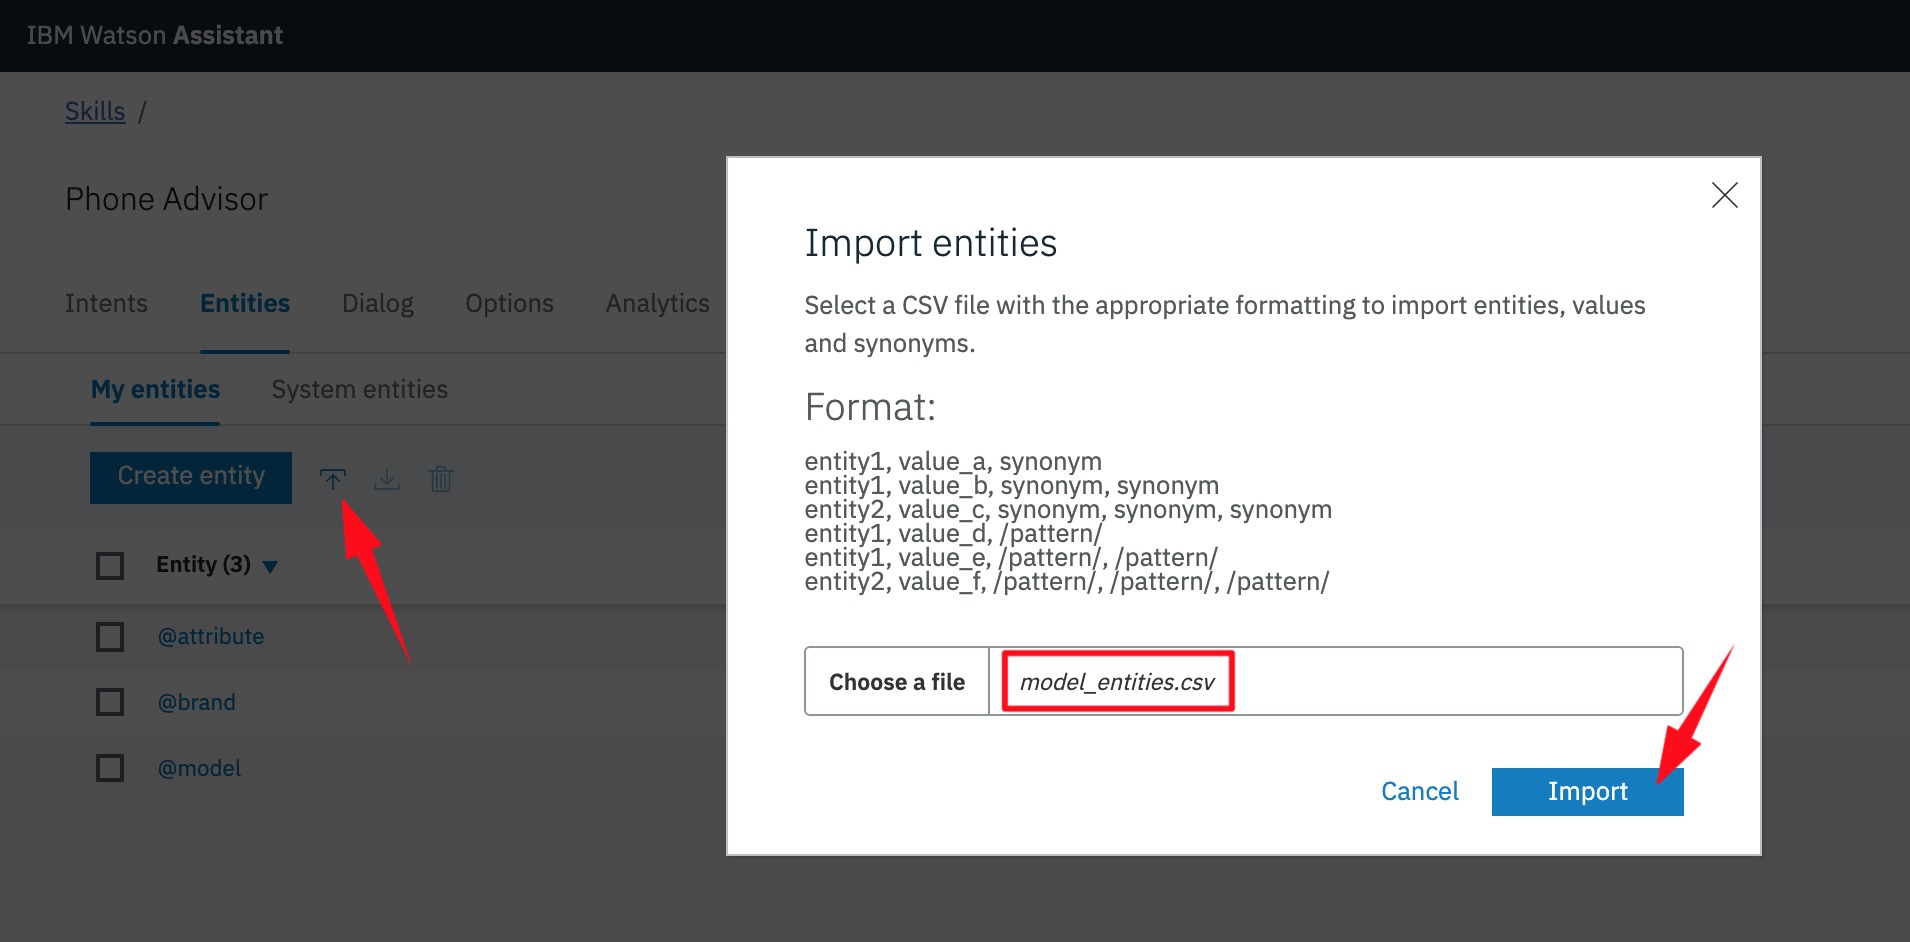 IBM Watson Assistant
Skills /
Phone Advisor
Intents Entities Dialog Options Analytics
My entities System entities
Create entity
Entity (3)
@attribute
@brand
@model
Import entities
Select a CSV file with the appropriate formatting to import entities, values
and synonyms.
Format:
entity1, value_a, synonym
entity1, value_b, synonym, synonym
entity2, value_c, synonym, synonym, synonym
entity1, value_d, /pattern/
entity1, value_e, /pattern/, /pattern/
entity2, value_f, /pattern/, /pattern/, /pattern/
Choose a file model_entities.csv
Cancel Import